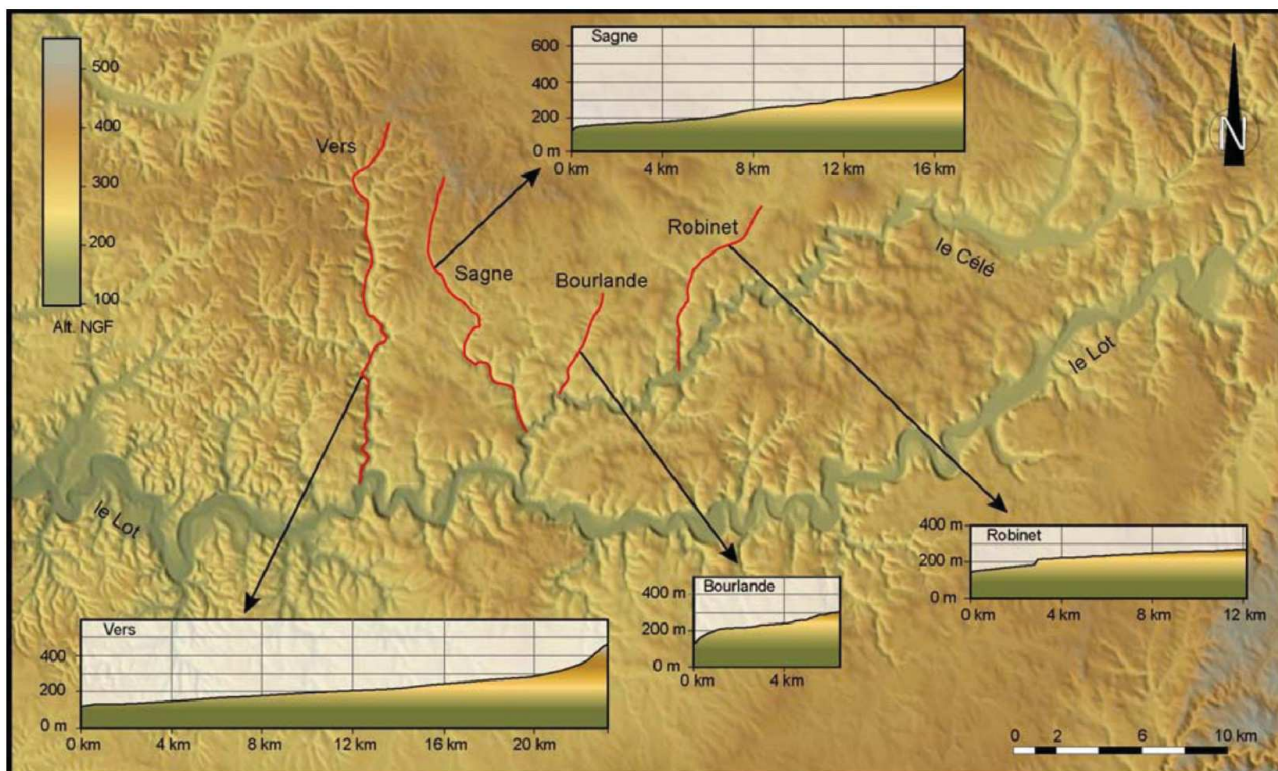 500
400
300
200
100
Alt. NGF
Sagne
600
400
200
0 m
0 km
4 km
8 km
12 km
16 km
N
Vers
Sagne
Bourlande
Robinet
le Célé
le Lot
le Lot
Robinet
400 m
200 m
0 m
0 km
4 km
8 km
12 km
Bourlande
400 m
200 m
0 m
0 km
4 km
Vers
400
200
0 m
0 km
4 km
8 km
12 km
16 km
20 km
0 2 6 10 km